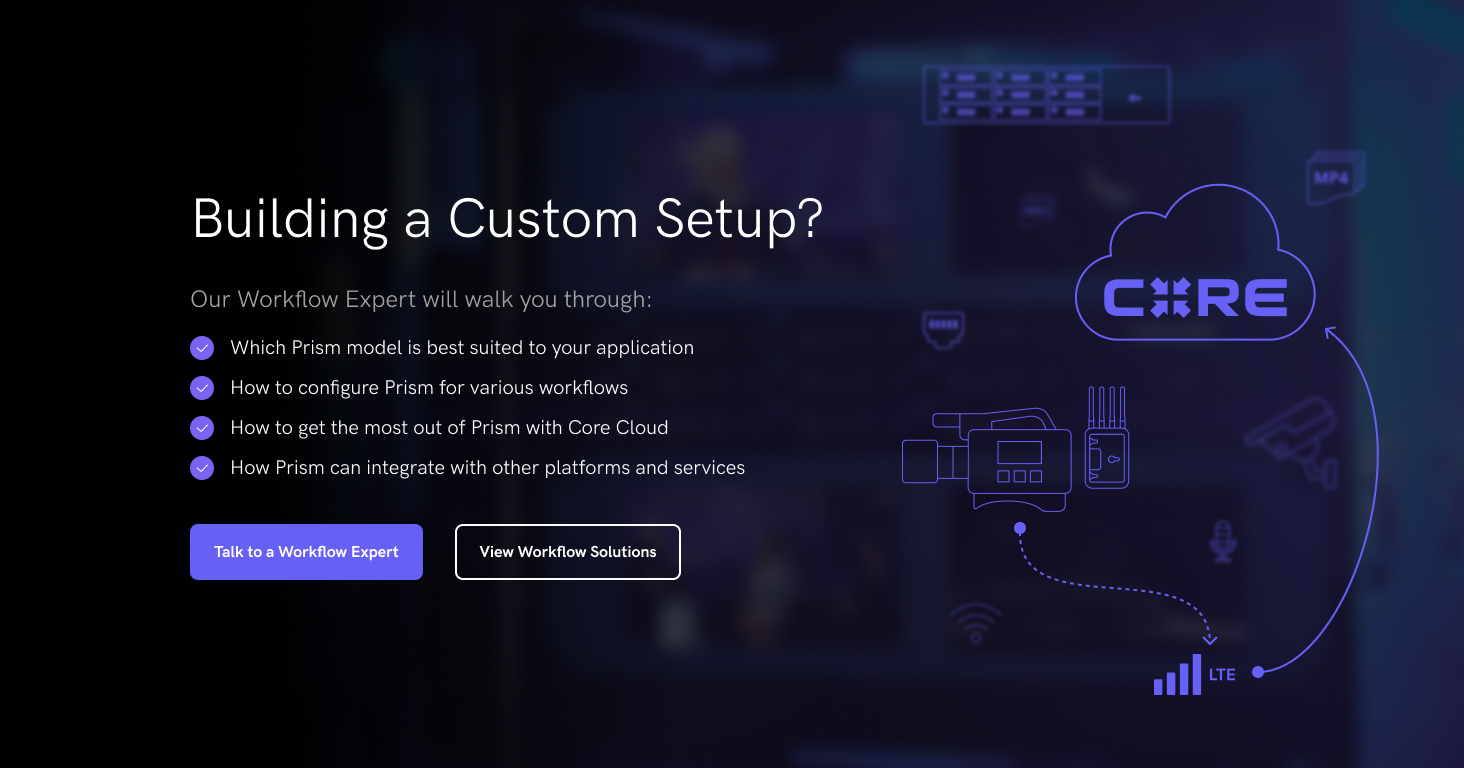 Building a Custom Setup?
Our Workflow Expert will walk you through:
Which Prism model is best suited to your application
How to configure Prism for various workflows
How to get the most out of Prism with Core Cloud
How Prism can integrate with other platforms and services
Talk to a Workflow Expert
View Workflow Solutions
MP4
CORE
LTE